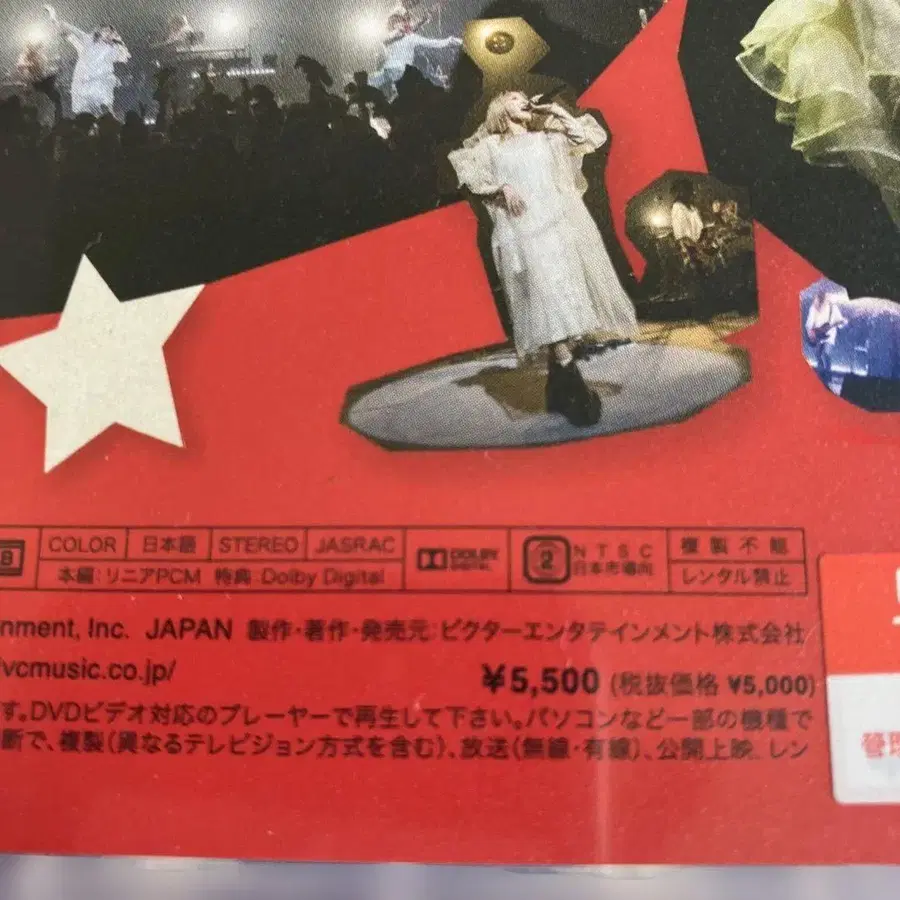 COLOR 日本語 STEREO JASRAC DOLBY DIGITAL 2 NTSC 日本市場向 複製不能
本編:リニアPCM 特典:Dolby Digital レンタル禁止
nment, Inc. JAPAN 製作・著作・発売元:ビクターエンタテインメント株式会社
vcmusic.co.jp/ ¥5,500 (税抜価格 ¥5,000)
す。DVDビデオ対応のプレーヤーで再生して下さい。パソコンなど一部の機種で
断で、複製(異なるテレビジョン方式を含む)、放送(無線・有線)、公開上映、レン
管理